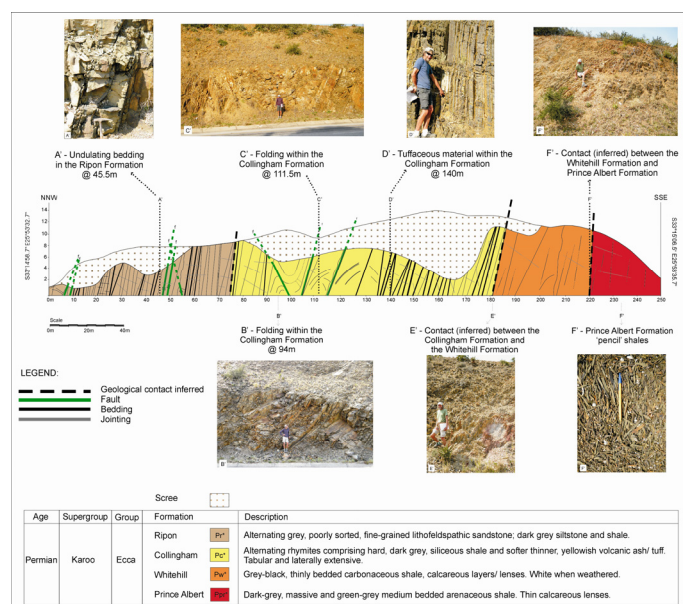 A'
C'
D'
F'
A' - Undulating bedding
in the Ripon Formation
@ 45.5m
C' - Folding within the
Collingham Formation
@ 111.5m
D' - Tuffaceous material within the
Collingham Formation
@ 140m
F' - Contact (inferred) between the
Whitehill Formation and
Prince Albert Formation
NNW
SSE
A'
C'
D'
F'
14
12
10
8
6
4
2
0m
10
20
30
40
50
60
70
80
90
100
110
120
130
140
150
160
170
180
190
200
210
220
230
240
250
Scale
0m
20m
40m
B'
E'
F'
B' - Folding within the
Collingham Formation
@ 94m
E' - Contact (inferred) between the
Collingham Formation and
the Whitehill Formation
F' - Prince Albert Formation
'pencil' shales
LEGEND:
Geological contact inferred
Fault
Bedding
Jointing
B'
E'
F'
Scree
Age Supergroup Group Formation Description
Permian Karoo Ecca
Ripon Pr* Alternating grey, poorly sorted, fine-grained lithofeldspathic sandstone; dark grey siltstone and shale.
Collingham Pc* Alternating rhymites comprising hard, dark grey, siliceous shale and softer thinner, yellowish volcanic ash/ tuff.
Tabular and laterally extensive.
Whitehill Pw* Grey-black, thinly bedded carbonaceous shale, calcareous layers/ lenses. White when weathered.
Prince Albert Ppr* Dark-grey, massive and green-grey medium bedded arenaceous shale. Thin calcareous lenses.